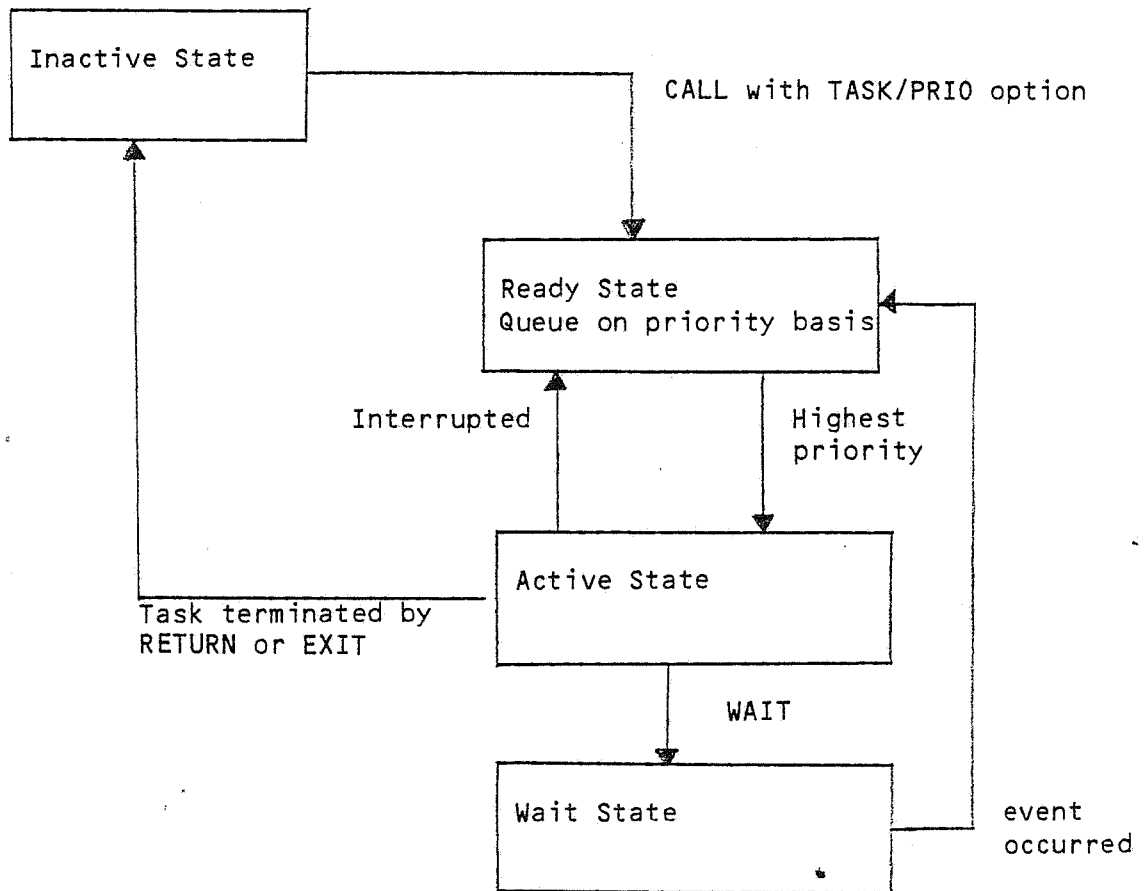 Inactive State
CALL with TASK/PRIO option
Ready State
Queue on priority basis
Interrupted
Highest
priority
Active State
Task terminated by
RETURN or EXIT
WAIT
Wait State
event
occurred